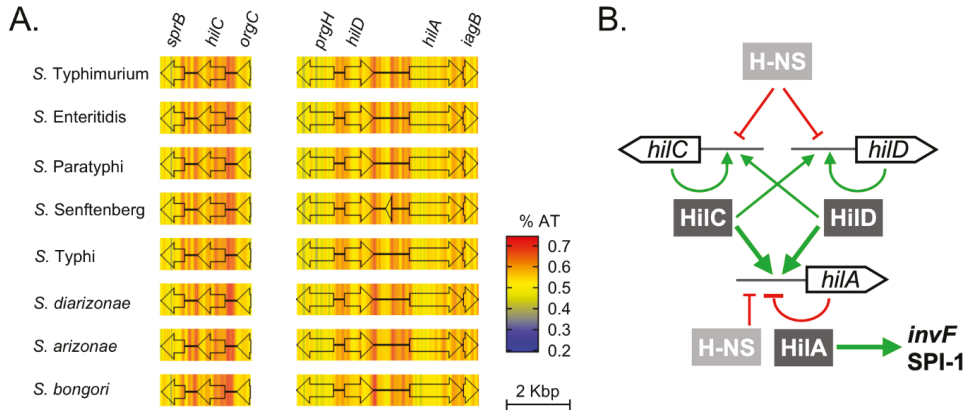 A.
sprB hilC orgC prgH hilD hilA iagB
S. Typhimurium
S. Enteritidis
S. Paratyphi
S. Senftenberg
S. Typhi
S. diarizonae
S. arizonae
S. bongori
% AT
0.7
0.6
0.5
0.4
0.3
0.2
2 Kbp
B.
H-NS
hilC hilD
HilC HilD
hilA
H-NS HilA
invF
SPI-1